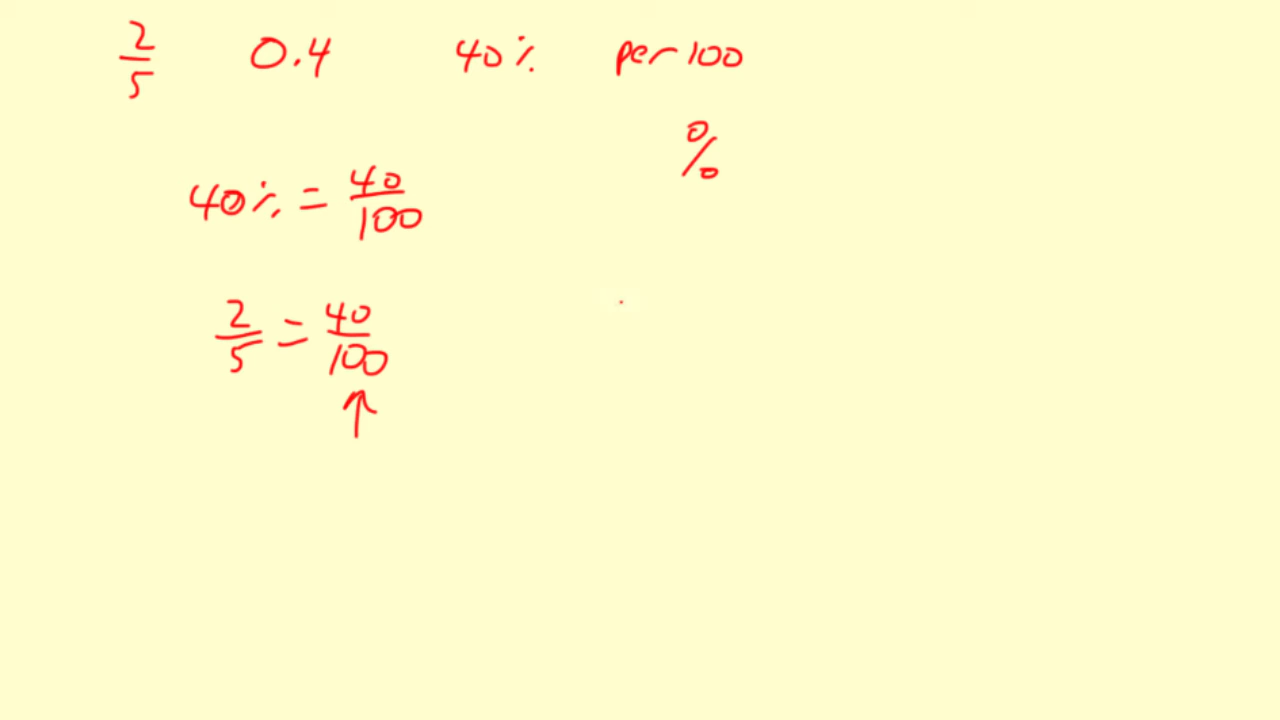 2/5 0.4 40% per 100
%
40% = 40/100
2/5 = 40/100
↑